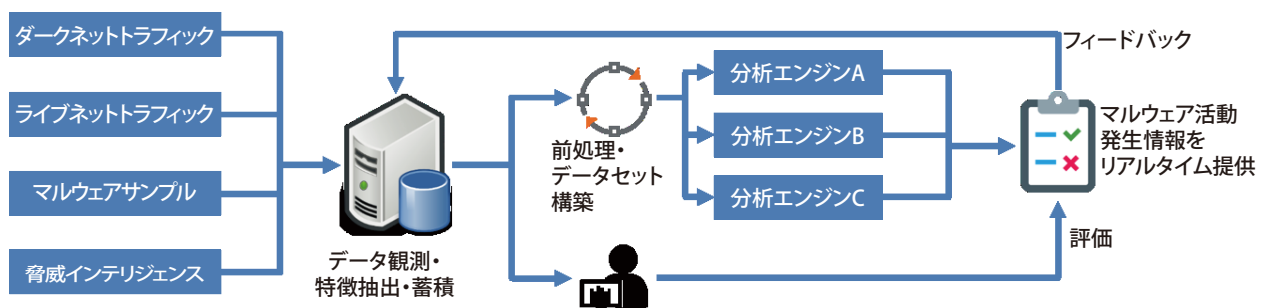 ダークネットトラフィック
ライブネットトラフィック
マルウェアサンプル
脅威インテリジェンス
データ観測・
特徴抽出・蓄積
前処理・
データセット
構築
分析エンジンA
分析エンジンB
分析エンジンC
フィードバック
マルウェア活動
発生情報を
リアルタイム提供
評価